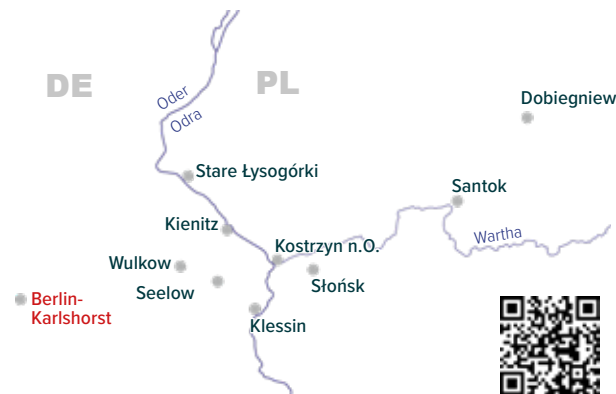 DE
PL
Oder
Odra
Dobiegniew
Stare Łysogórki
Santok
Kienitz
Wartha
Kostrzyn n.O.
Wulkow
Słońsk
Seelow
Berlin-
Karlshorst
Klessin